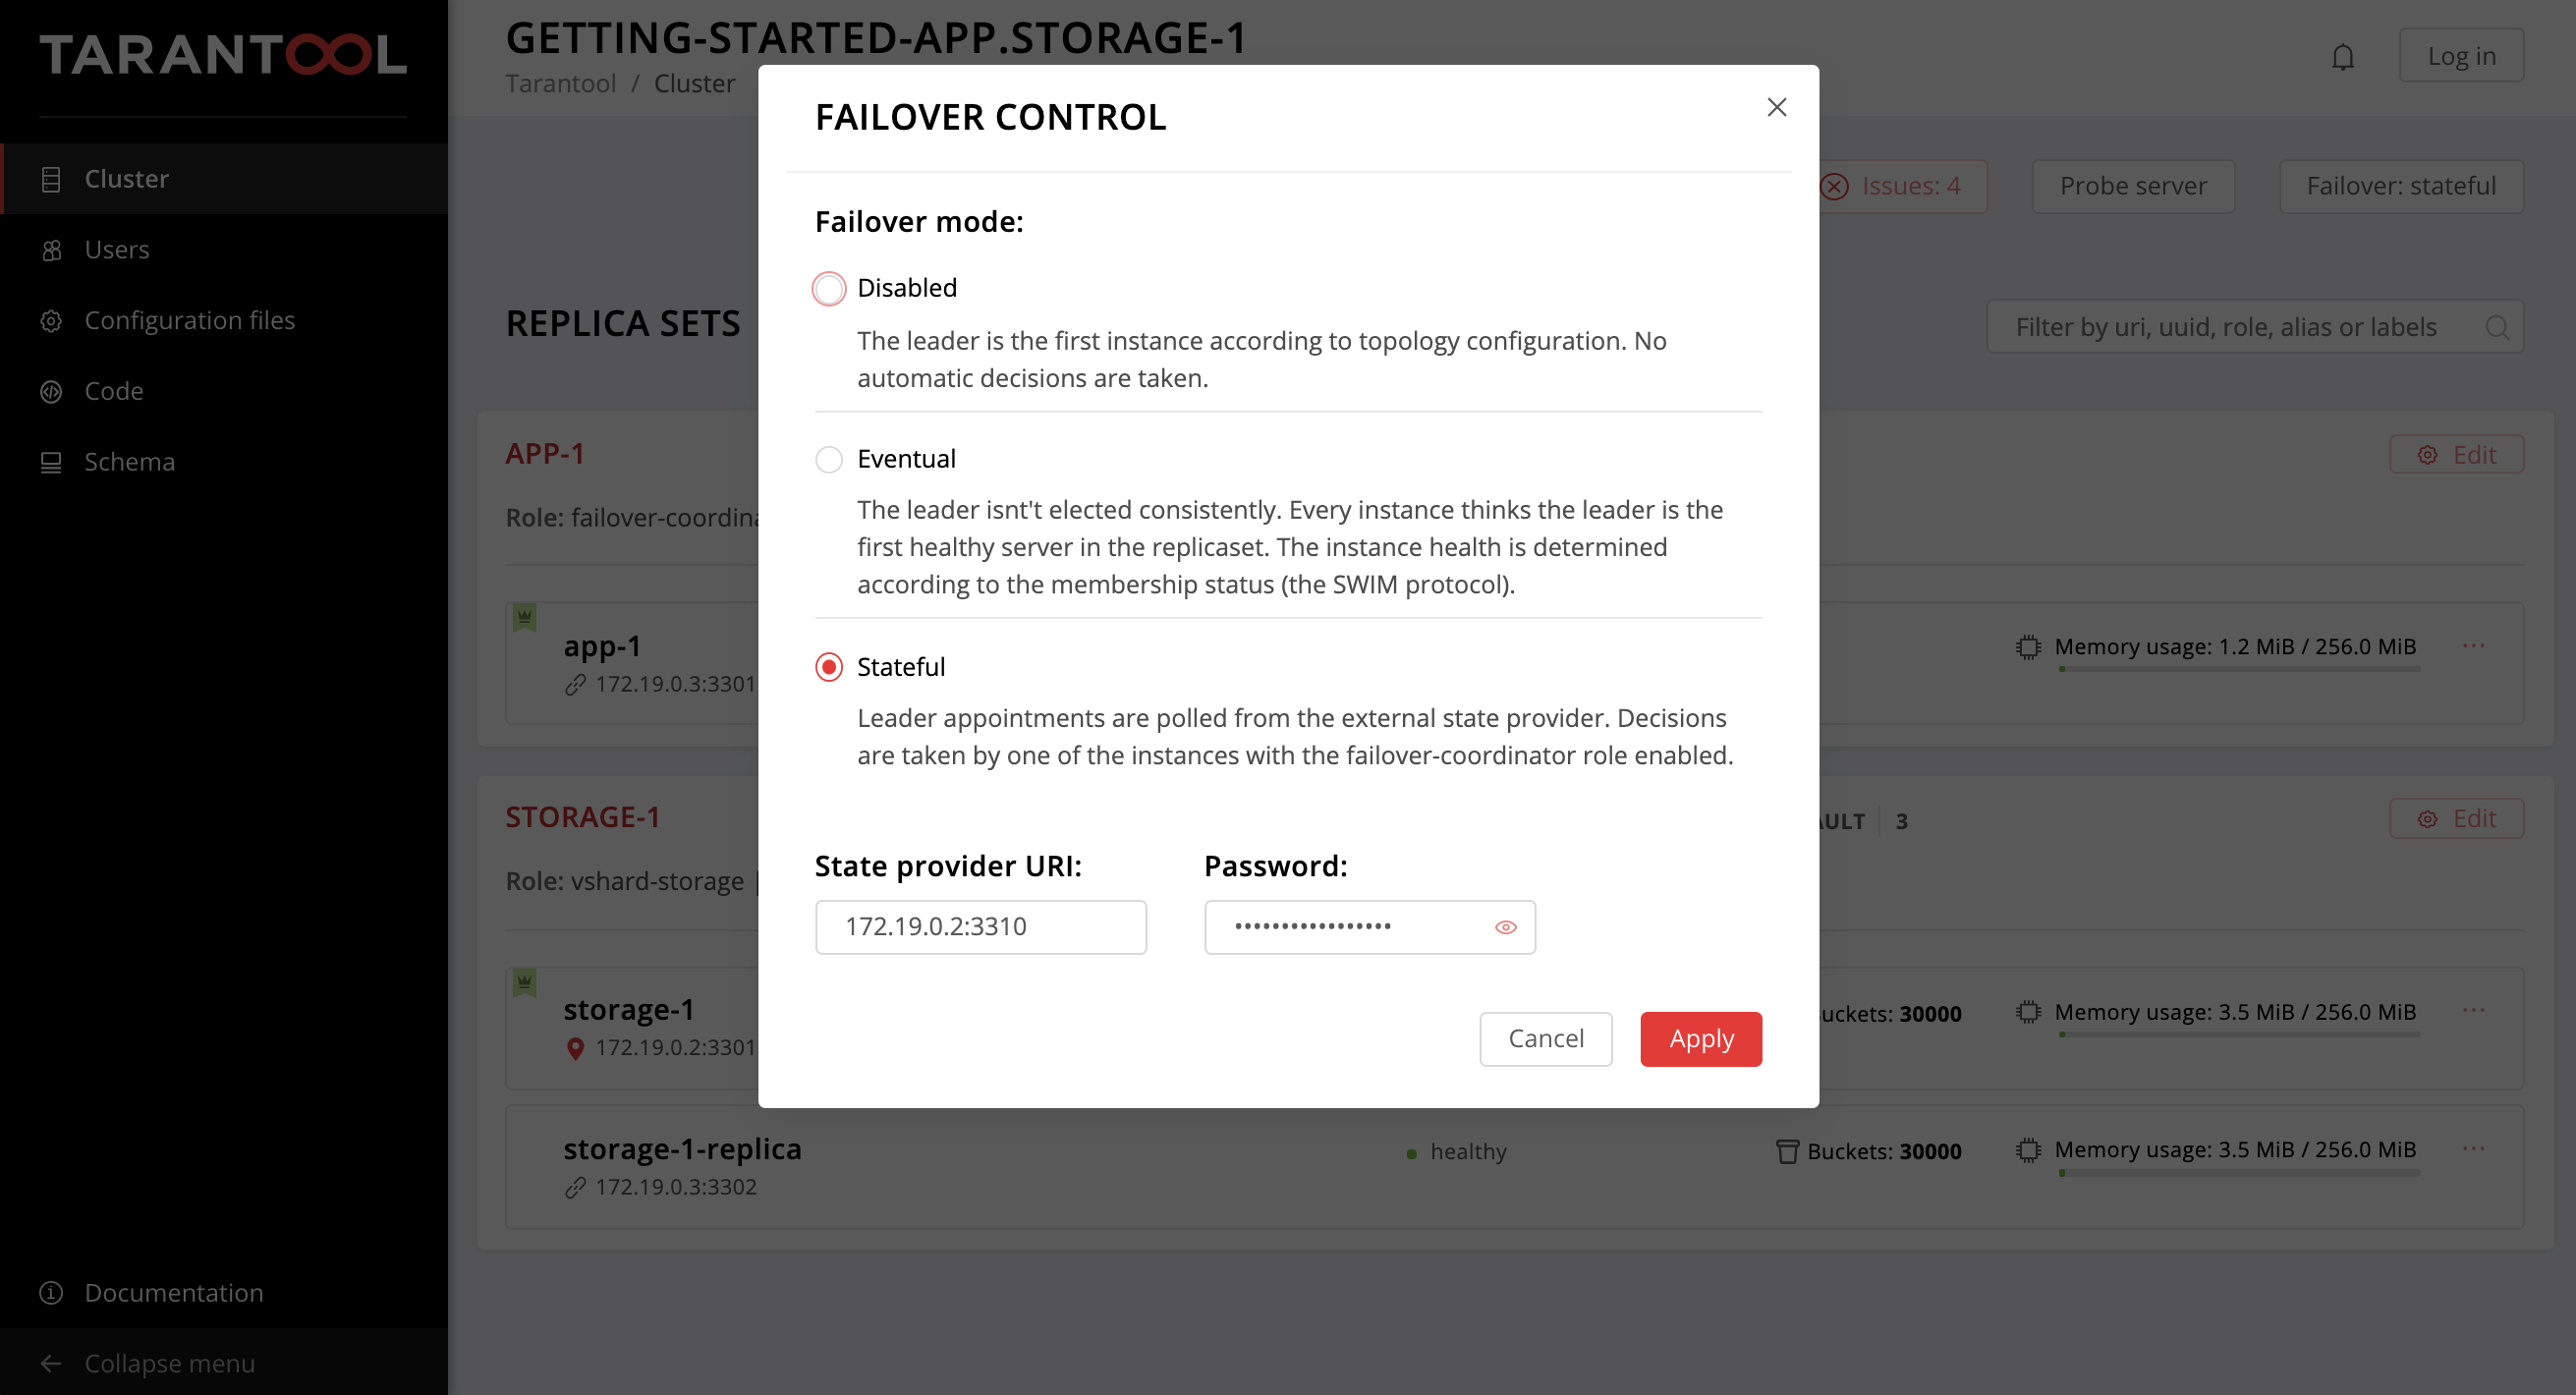 TARANTOOL
Cluster
Users
Configuration files
Code
Schema
Documentation
Collapse menu
GETTING-STARTED-APP.STORAGE-1
Tarantool / Cluster
Log in
Issues: 4
Probe server
Failover: stateful
REPLICA SETS
Filter by uri, uuid, role, alias or labels
APP-1
Edit
Role: failover-coordina
app-1
172.19.0.3:3301
Memory usage: 1.2 MiB / 256.0 MiB
STORAGE-1
AULT | 3
Edit
Role: vshard-storage |
storage-1
172.19.0.2:3301
uckets: 30000
Memory usage: 3.5 MiB / 256.0 MiB
storage-1-replica
172.19.0.3:3302
healthy
Buckets: 30000
Memory usage: 3.5 MiB / 256.0 MiB
FAILOVER CONTROL
Failover mode:
Disabled
The leader is the first instance according to topology configuration. No
automatic decisions are taken.
Eventual
The leader isn't elected consistently. Every instance thinks the leader is the
first healthy server in the replicaset. The instance health is determined
according to the membership status (the SWIM protocol).
Stateful
Leader appointments are polled from the external state provider. Decisions
are taken by one of the instances with the failover-coordinator role enabled.
State provider URI:
172.19.0.2:3310
Password:
•••••••••••••••••
Cancel
Apply